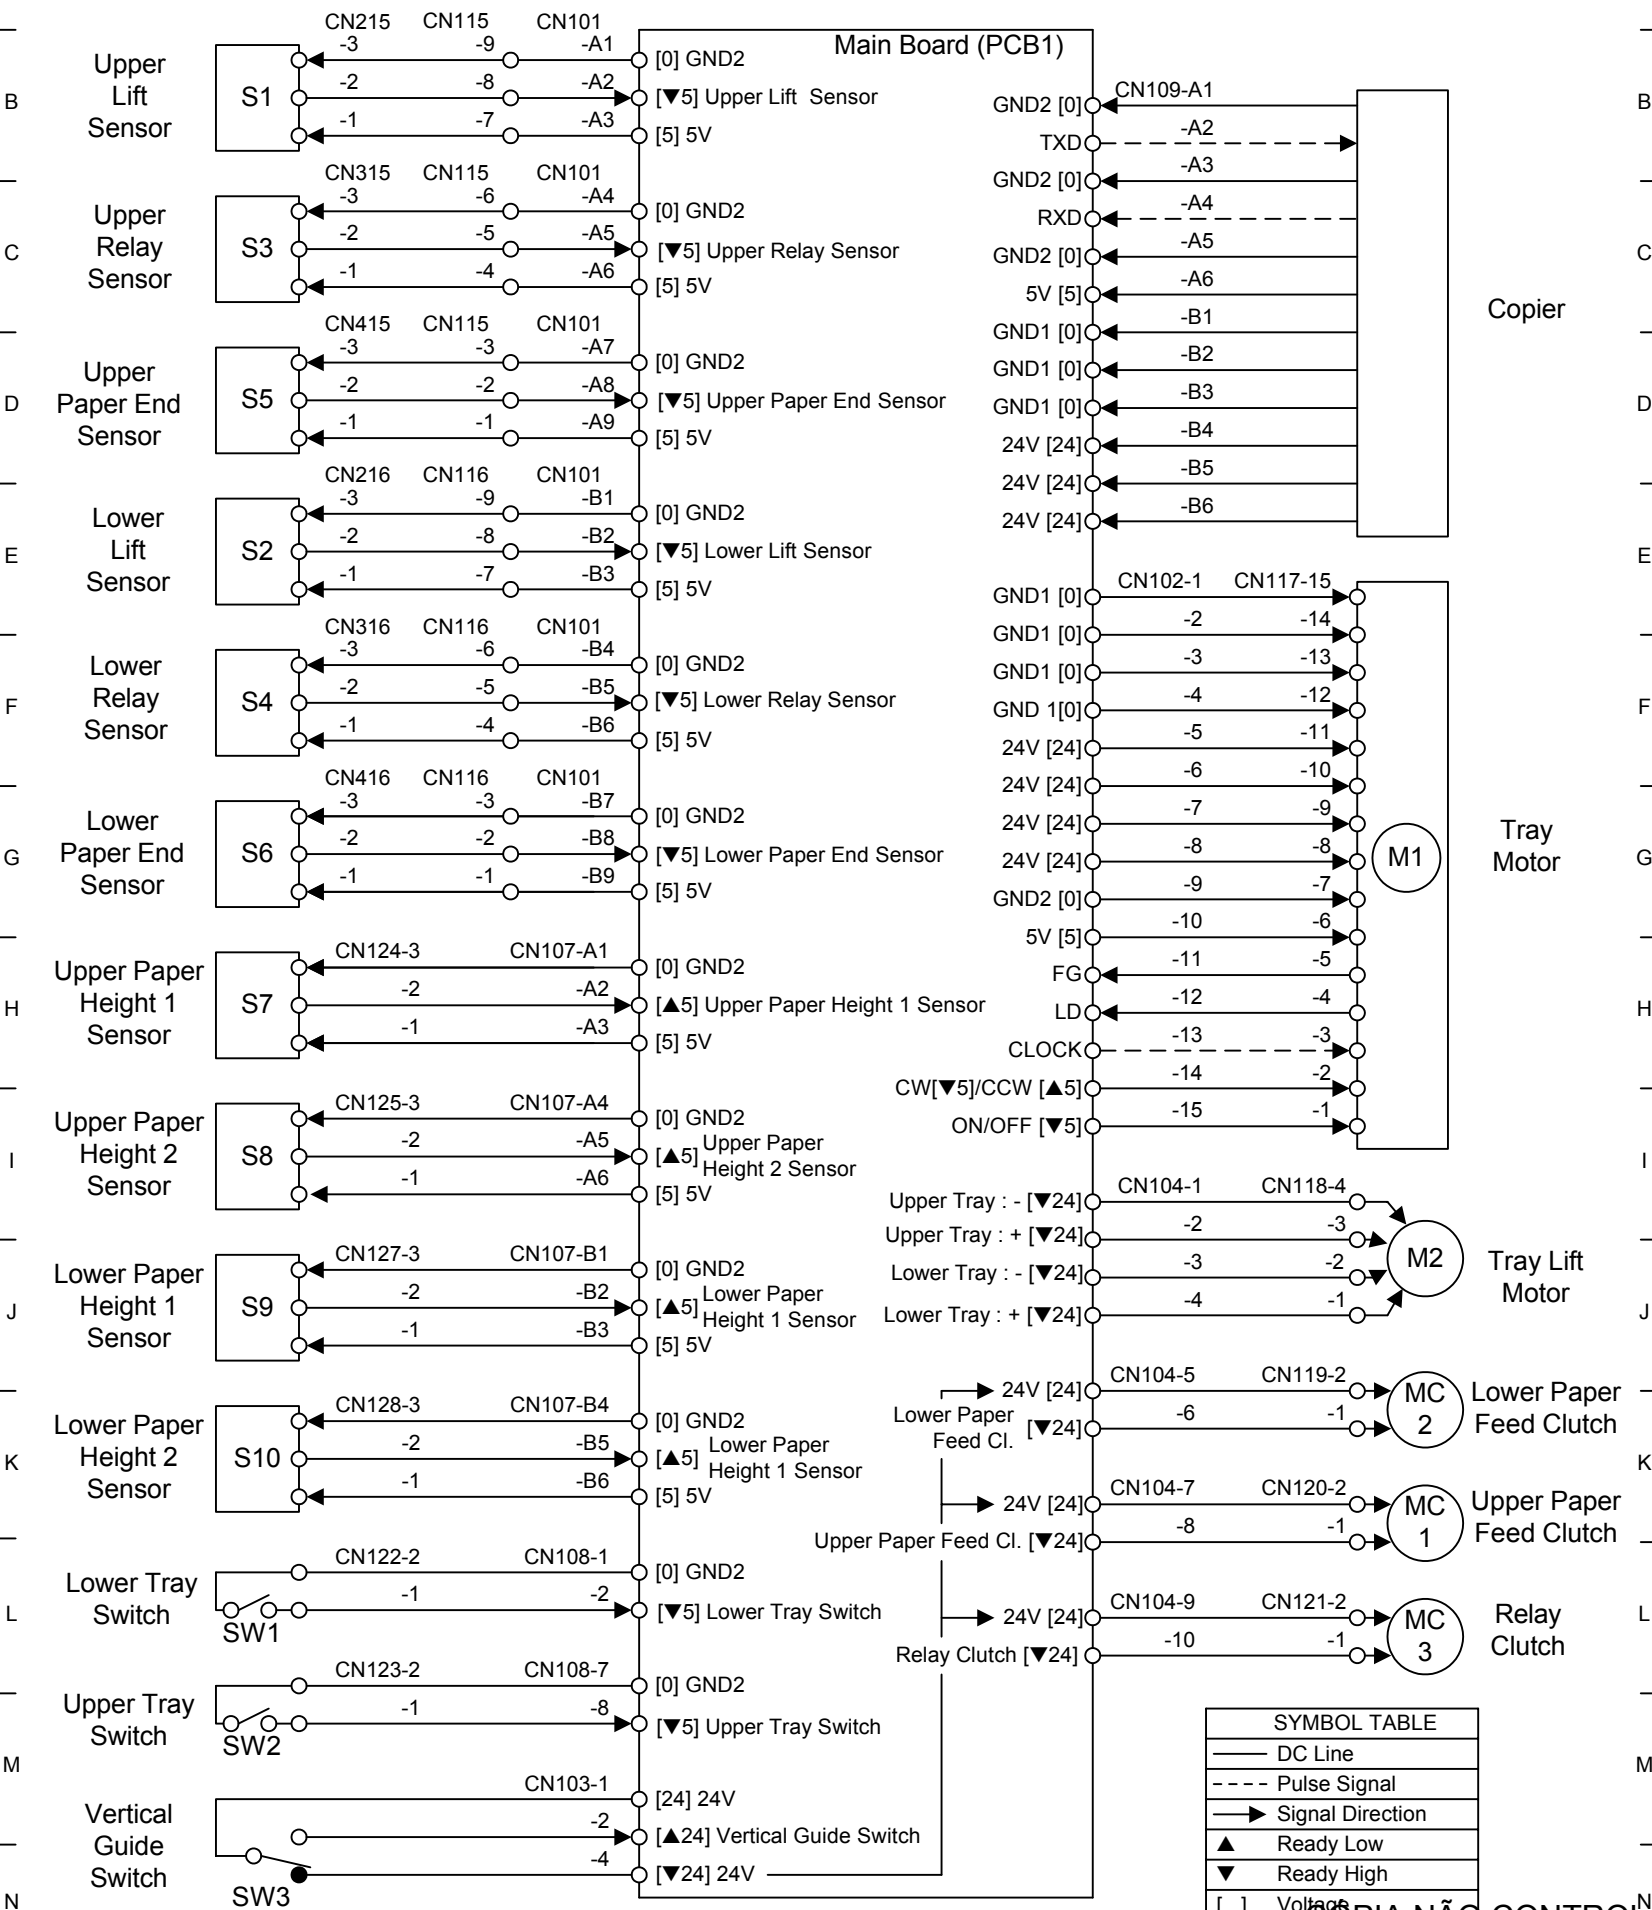 CN215 CN115 CN101
-3 -9 -A1
Main Board (PCB1)
Upper
Lift
Sensor
S1
[0] GND2
-2 -8 -A2
[▼5] Upper Lift Sensor
-1 -7 -A3
[5] 5V
B
B
CN315 CN115 CN101
-3 -6 -A4
Upper
Relay
Sensor
S3
[0] GND2
-2 -5 -A5
[▼5] Upper Relay Sensor
-1 -4 -A6
[5] 5V
C
C
CN415 CN115 CN101
-3 -3 -A7
Upper
Paper End
Sensor
S5
[0] GND2
-2 -2 -A8
[▼5] Upper Paper End Sensor
-1 -1 -A9
[5] 5V
D
D
CN216 CN116 CN101
-3 -9 -B1
Lower
Lift
Sensor
S2
[0] GND2
-2 -8 -B2
[▼5] Lower Lift Sensor
-1 -7 -B3
[5] 5V
E
E
CN316 CN116 CN101
-3 -6 -B4
Lower
Relay
Sensor
S4
[0] GND2
-2 -5 -B5
[▼5] Lower Relay Sensor
-1 -4 -B6
[5] 5V
F
F
CN416 CN116 CN101
-3 -3 -B7
Lower
Paper End
Sensor
S6
[0] GND2
-2 -2 -B8
[▼5] Lower Paper End Sensor
-1 -1 -B9
[5] 5V
G
G
CN124-3 CN107-A1
Upper Paper
Height 1
Sensor
S7
[0] GND2
-2 -A2
[▲5] Upper Paper Height 1 Sensor
-1 -A3
[5] 5V
H
H
CN125-3 CN107-A4
Upper Paper
Height 2
Sensor
S8
[0] GND2
-2 -A5
[▲5] Upper Paper
Height 2 Sensor
-1 -A6
[5] 5V
I
I
CN127-3 CN107-B1
Lower Paper
Height 1
Sensor
S9
[0] GND2
-2 -B2
[▲5] Lower Paper
Height 1 Sensor
-1 -B3
[5] 5V
J
J
CN128-3 CN107-B4
Lower Paper
Height 2
Sensor
S10
[0] GND2
-2 -B5
[▲5] Lower Paper
Height 1 Sensor
-1 -B6
[5] 5V
K
K
CN122-2 CN108-1
Lower Tray
Switch
SW1
[0] GND2
-1 -2
[▼5] Lower Tray Switch
L
L
CN123-2 CN108-7
Upper Tray
Switch
SW2
[0] GND2
-1 -8
[▼5] Upper Tray Switch
M
M
CN103-1
Vertical
Guide
Switch
SW3
[24] 24V
-2
[▲24] Vertical Guide Switch
-4
[▼24] 24V
N
N
GND2 [0] CN109-A1
TXD -A2
GND2 [0] -A3
RXD -A4
GND2 [0] -A5
5V [5] -A6
GND1 [0] -B1
GND1 [0] -B2
GND1 [0] -B3
24V [24] -B4
24V [24] -B5
24V [24] -B6
Copier
GND1 [0] CN102-1 CN117-15
GND1 [0] -2 -14
GND1 [0] -3 -13
GND 1[0] -4 -12
24V [24] -5 -11
24V [24] -6 -10
24V [24] -7 -9
24V [24] -8 -8
GND2 [0] -9 -7
5V [5] -10 -6
FG -11 -5
LD -12 -4
CLOCK -13 -3
CW[▼5]/CCW [▲5] -14 -2
ON/OFF [▼5] -15 -1
M1
Tray
Motor
Upper Tray : - [▼24] CN104-1 CN118-4
Upper Tray : + [▼24] -2 -3
Lower Tray : - [▼24] -3 -2
Lower Tray : + [▼24] -4 -1
M2
Tray Lift
Motor
24V [24] CN104-5 CN119-2
Lower Paper
Feed Cl.
[▼24] -6 -1
MC
2
Lower Paper
Feed Clutch
24V [24] CN104-7 CN120-2
Upper Paper Feed Cl. [▼24] -8 -1
MC
1
Upper Paper
Feed Clutch
24V [24] CN104-9 CN121-2
Relay Clutch [▼24] -10 -1
MC
3
Relay
Clutch
SYMBOL TABLE
DC Line
Pulse Signal
Signal Direction
▲ Ready Low
▼ Ready High
[ ] Voltage